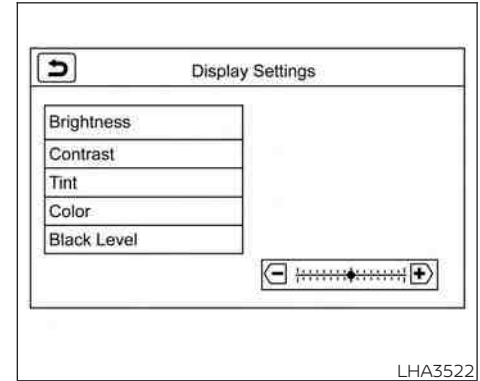 Display Settings
Brightness
Contrast
Tint
Color
Black Level
LHA3522